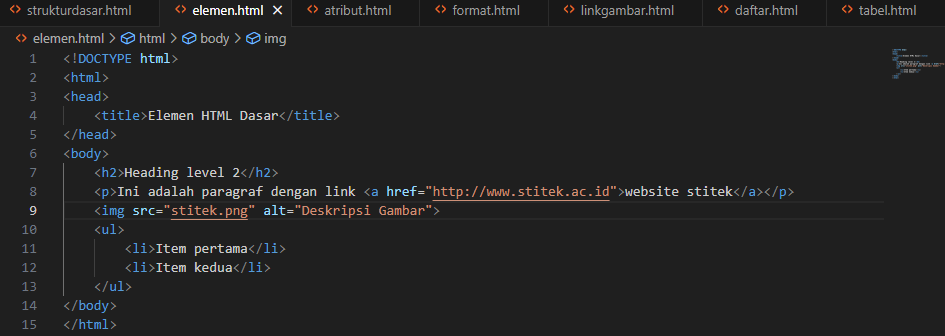 strukturdasar.html elemen.html atribut.html format.html linkgambar.html daftar.html tabel.html
elemen.html > html > body > img
1 <!DOCTYPE html>
2 <html>
3 <head>
4 <title>Elemen HTML Dasar</title>
5 </head>
6 <body>
7 <h2>Heading level 2</h2>
8 <p>Ini adalah paragraf dengan link <a href="http://www.stitek.ac.id">website stitek</a></p>
9 <img src="stitek.png" alt="Deskripsi Gambar">
10 <ul>
11 <li>Item pertama</li>
12 <li>Item kedua</li>
13 </ul>
14 </body>
15 </html>